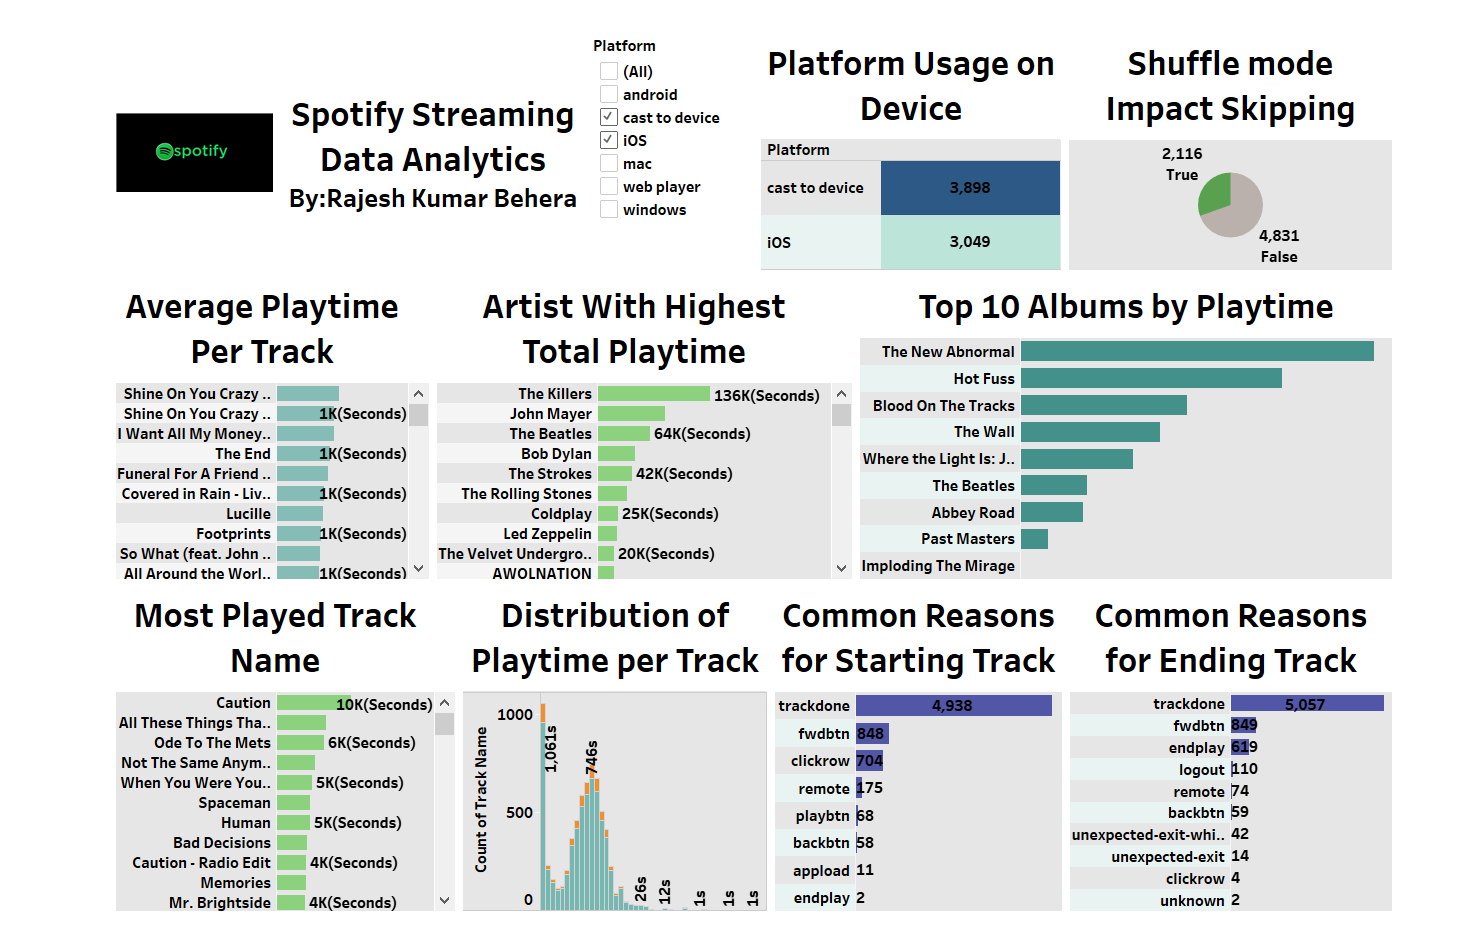 Platform
(All)
android
cast to device
iOS
mac
web player
windows
spotify
Spotify Streaming
Data Analytics
By:Rajesh Kumar Behera
Platform Usage on
Device
Platform
cast to device 3,898
iOS 3,049
Shuffle mode
Impact Skipping
2,116
True
4,831
False
Average Playtime
Per Track
Shine On You Crazy ..
Shine On You Crazy .. 1K(Seconds)
I Want All My Money..
The End 1K(Seconds)
Funeral For A Friend ..
Covered in Rain - Liv.. 1K(Seconds)
Lucille
Footprints 1K(Seconds)
So What (feat. John ..
All Around the Worl.. 1K(Seconds)
Artist With Highest
Total Playtime
The Killers 136K(Seconds)
John Mayer
The Beatles 64K(Seconds)
Bob Dylan
The Strokes 42K(Seconds)
The Rolling Stones
Coldplay 25K(Seconds)
Led Zeppelin
The Velvet Undergro.. 20K(Seconds)
AWOLNATION
Top 10 Albums by Playtime
The New Abnormal
Hot Fuss
Blood On The Tracks
The Wall
Where the Light Is: J..
The Beatles
Abbey Road
Past Masters
Imploding The Mirage
Most Played Track
Name
Caution 10K(Seconds)
All These Things Tha..
Ode To The Mets 6K(Seconds)
Not The Same Anym..
When You Were You.. 5K(Seconds)
Spaceman
Human 5K(Seconds)
Bad Decisions
Caution - Radio Edit 4K(Seconds)
Memories
Mr. Brightside 4K(Seconds)
Distribution of
Playtime per Track
Count of Track Name
1000
500
0
1,061s
746s
26s
12s
1s
1s
1s
Common Reasons
for Starting Track
trackdone 4,938
fwdbtn 848
clickrow 704
remote 175
playbtn 68
backbtn 58
appload 11
endplay 2
Common Reasons
for Ending Track
trackdone 5,057
fwdbtn 849
endplay 619
logout 110
remote 74
backbtn 59
unexpected-exit-whi.. 42
unexpected-exit 14
clickrow 4
unknown 2